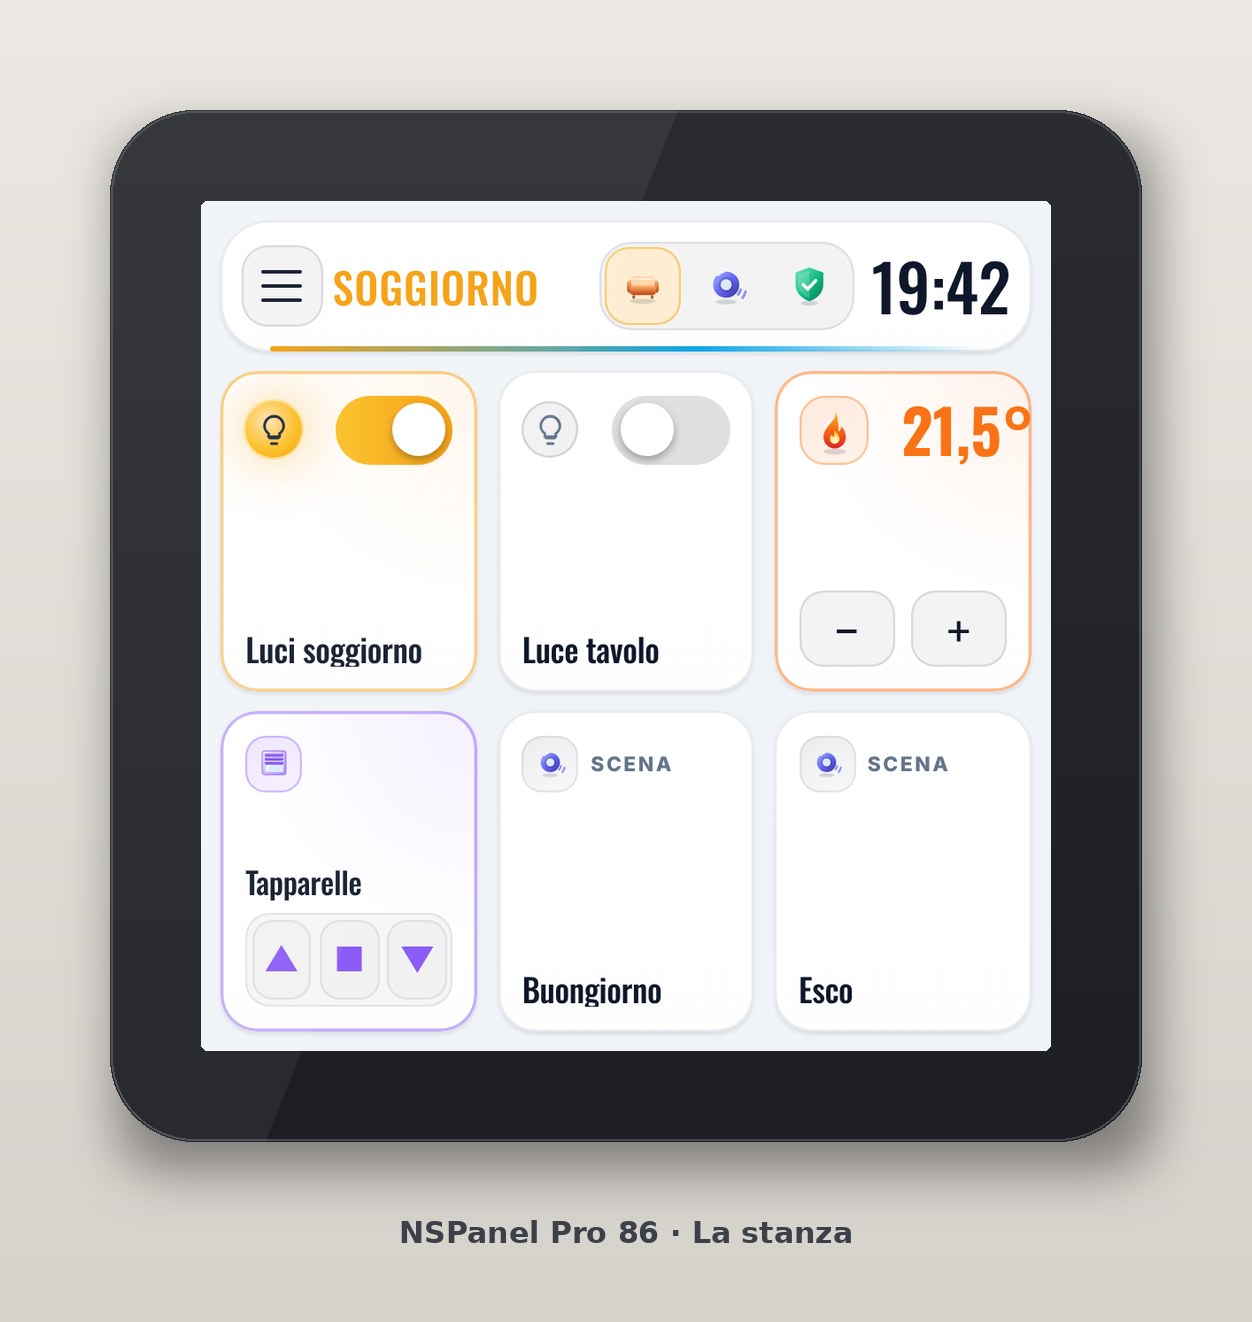 SOGGIORNO
19:42
21,5°
Luci soggiorno
Luce tavolo
− +
Tapparelle
SCENA
SCENA
Buongiorno
Esco
NSPanel Pro 86 · La stanza